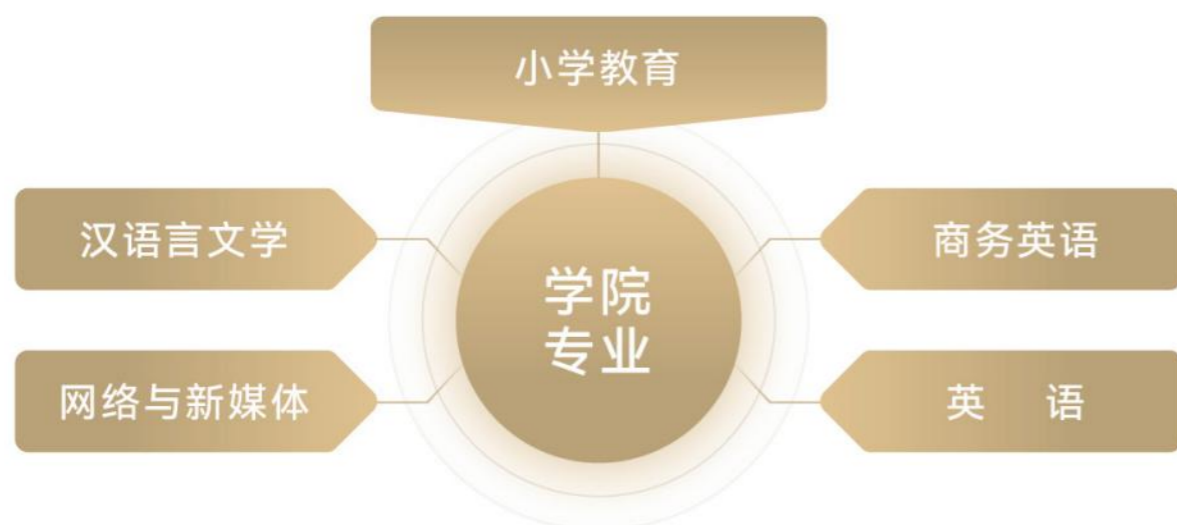 小学教育
汉语言文学
商务英语
学院
专业
网络与新媒体
英 语